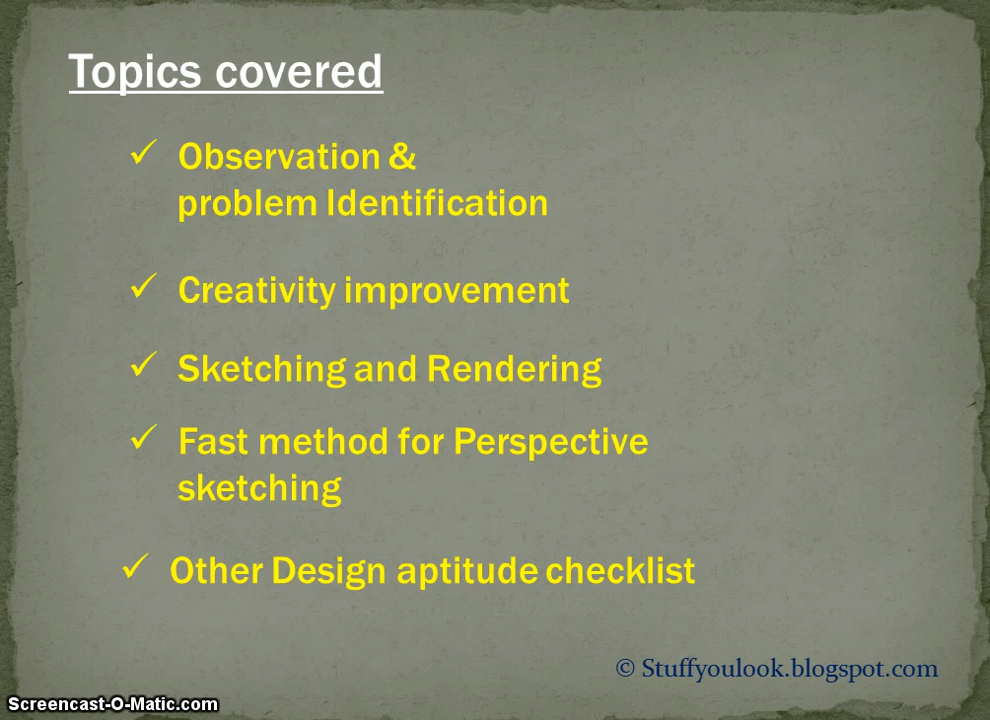 Topics covered
✓ Observation &
problem Identification
✓ Creativity improvement
✓ Sketching and Rendering
✓ Fast method for Perspective
sketching
✓ Other Design aptitude checklist
© Stuffyoulook.blogspot.com
Screencast-O-Matic.com